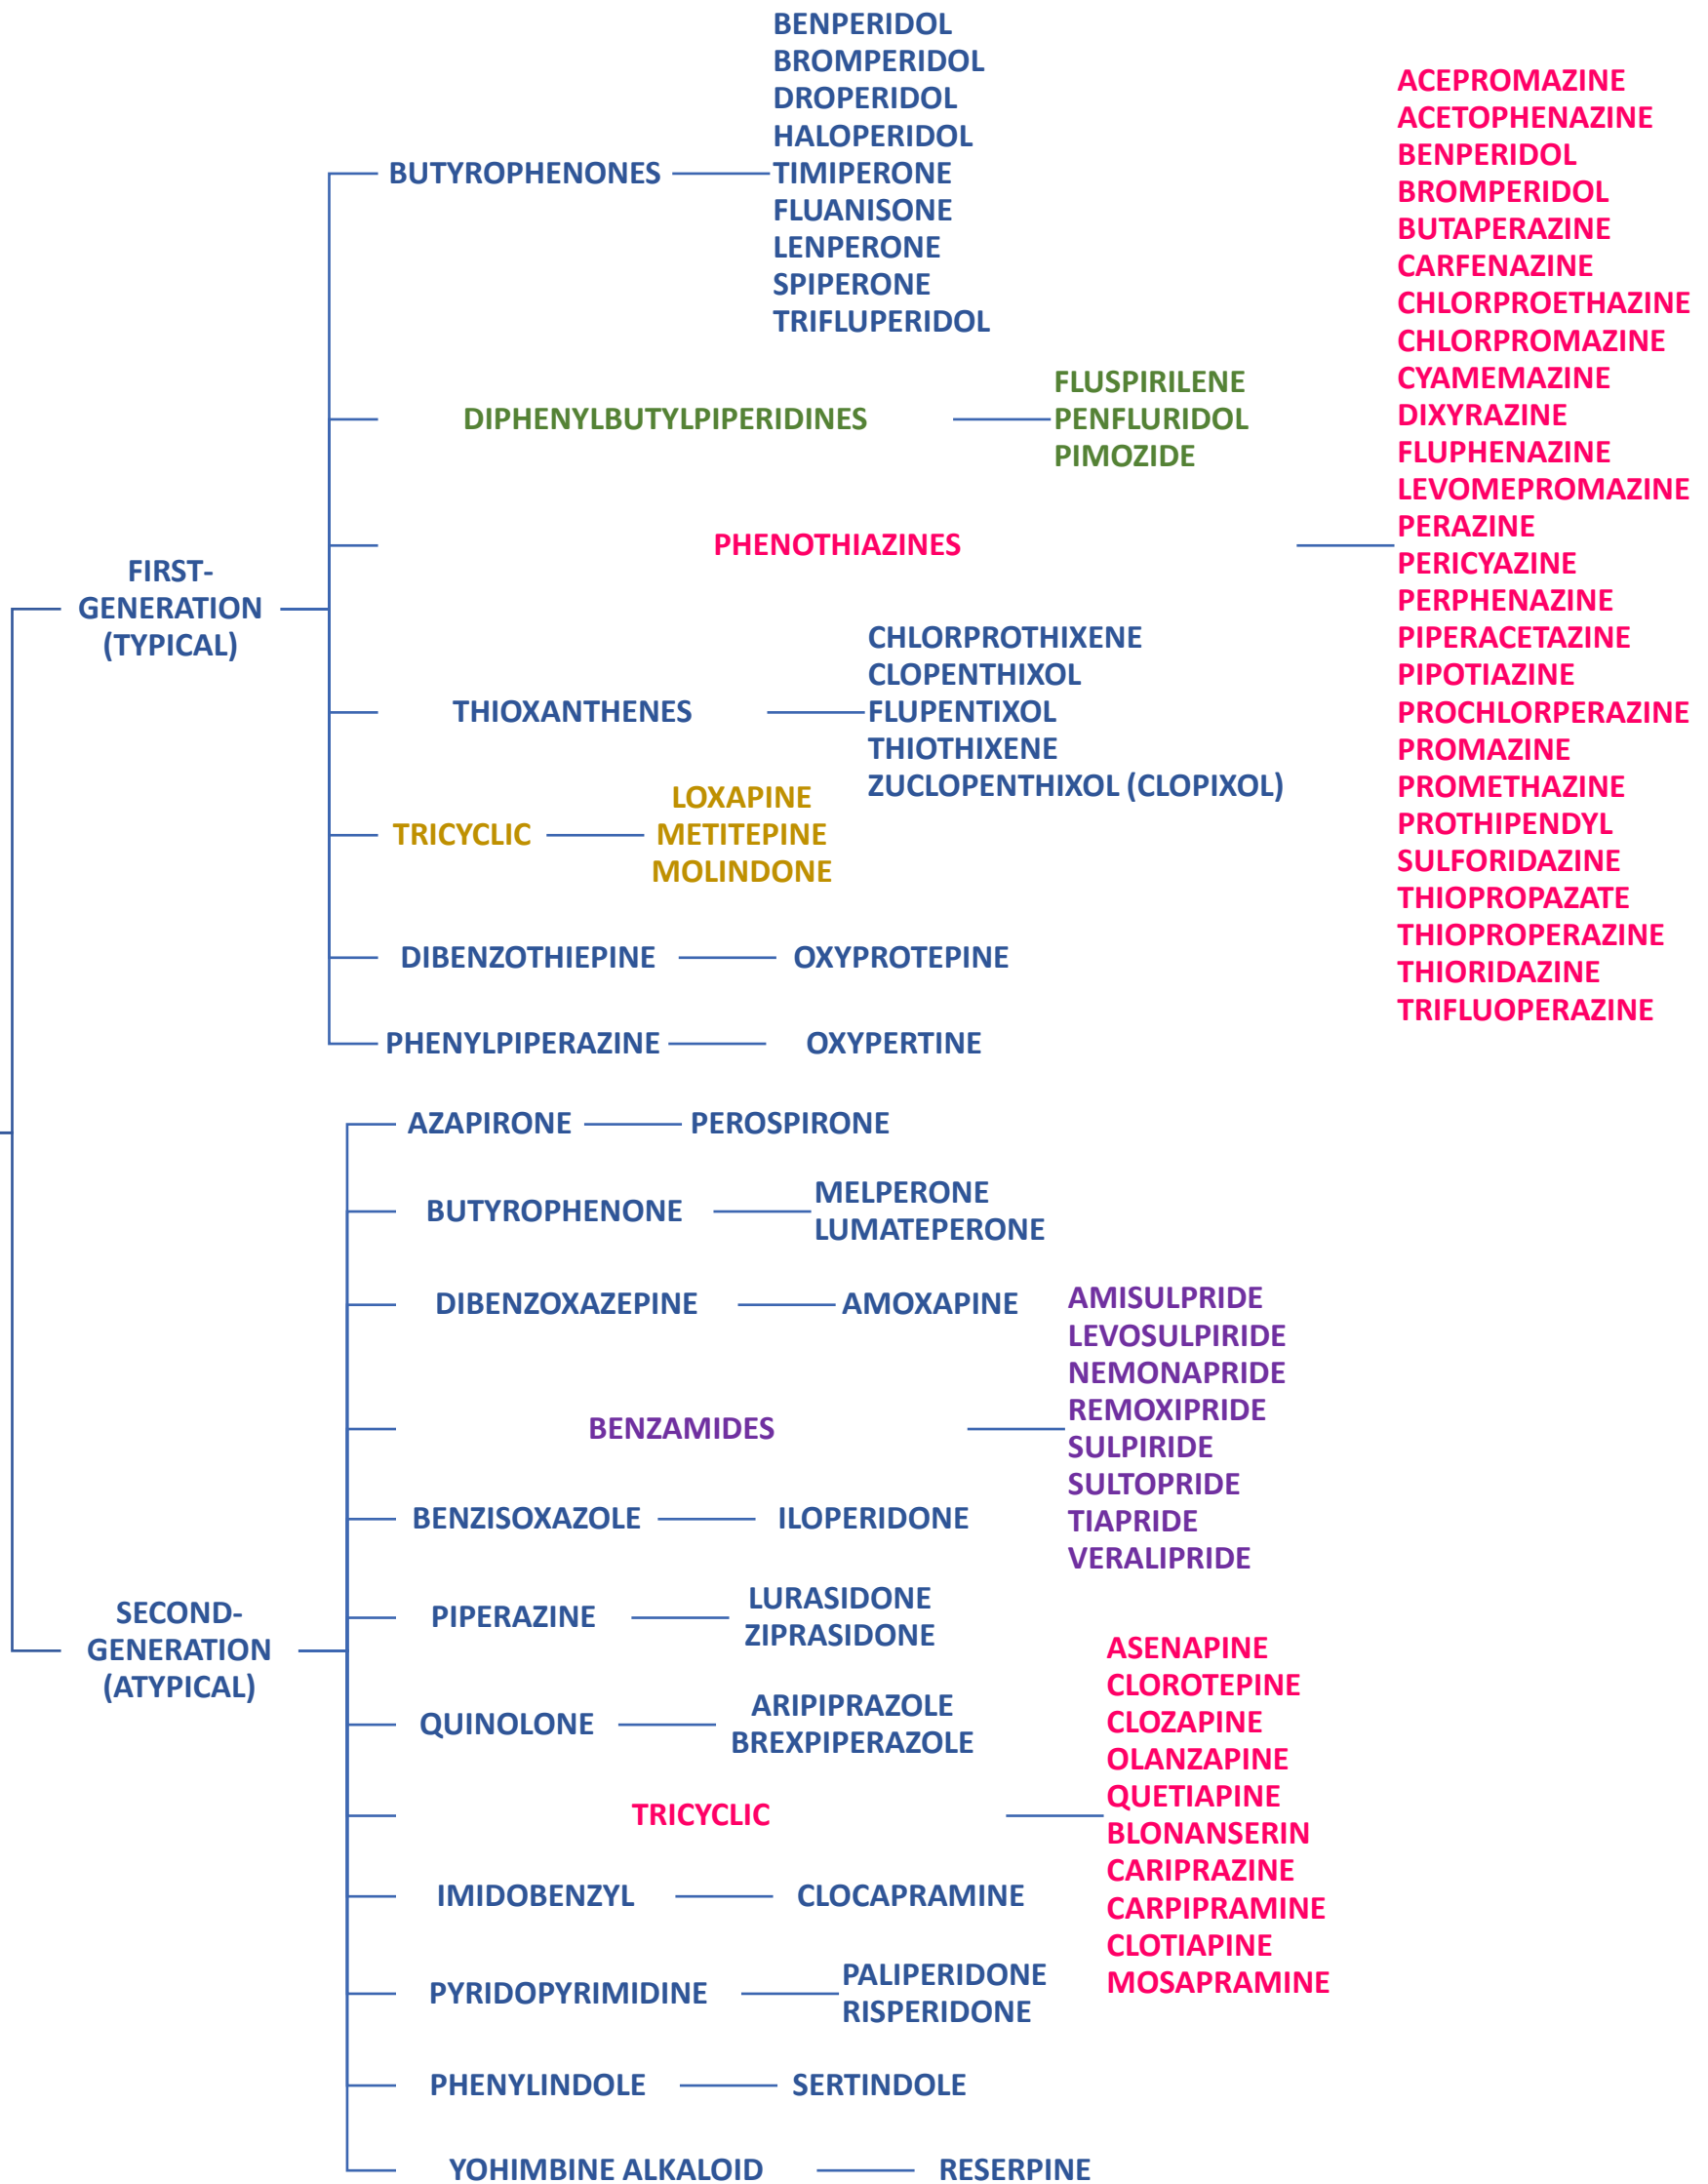 FIRST-
GENERATION
(TYPICAL)
BUTYROPHENONES
BENPERIDOL
BROMPERIDOL
DROPERIDOL
HALOPERIDOL
TIMIPERONE
FLUANISONE
LENPERONE
SPIPERONE
TRIFLUPERIDOL
DIPHENYLBUTYLPIPERIDINES
FLUSPIRILENE
PENFLURIDOL
PIMOZIDE
PHENOTHIAZINES
ACEPROMAZINE
ACETOPHENAZINE
BENPERIDOL
BROMPERIDOL
BUTAPERAZINE
CARFENAZINE
CHLORPROETHAZINE
CHLORPROMAZINE
CYAMEMAZINE
DIXYRAZINE
FLUPHENAZINE
LEVOMEPROMAZINE
PERAZINE
PERICYAZINE
PERPHENAZINE
PIPERACETAZINE
PIPOTIAZINE
PROCHLORPERAZINE
PROMAZINE
PROMETHAZINE
PROTHIPENDYL
SULFORIDAZINE
THIOPROPAZATE
THIOPROPERAZINE
THIORIDAZINE
TRIFLUOPERAZINE
THIOXANTHENES
CHLORPROTHIXENE
CLOPENTHIXOL
FLUPENTIXOL
THIOTHIXENE
ZUCLOPENTHIXOL (CLOPIXOL)
TRICYCLIC
LOXAPINE
METITEPINE
MOLINDONE
DIBENZOTHIEPINE
OXYPROTEPINE
PHENYLPIPERAZINE
OXYPERTINE
SECOND-
GENERATION
(ATYPICAL)
AZAPIRONE
PEROSPIRONE
BUTYROPHENONE
MELPERONE
LUMATEPERONE
DIBENZOXAZEPINE
AMOXAPINE
BENZAMIDES
AMISULPRIDE
LEVOSULPIRIDE
NEMONAPRIDE
REMOXIPRIDE
SULPIRIDE
SULTOPRIDE
TIAPRIDE
VERALIPRIDE
BENZISOXAZOLE
ILOPERIDONE
PIPERAZINE
LURASIDONE
ZIPRASIDONE
QUINOLONE
ARIPIPRAZOLE
BREXPIPERAZOLE
TRICYCLIC
ASENAPINE
CLOROTEPINE
CLOZAPINE
OLANZAPINE
QUETIAPINE
BLONANSERIN
CARIPRAZINE
CARPIPRAMINE
CLOTIAPINE
MOSAPRAMINE
IMIDOBENZYL
CLOCAPRAMINE
PYRIDOPYRIMIDINE
PALIPERIDONE
RISPERIDONE
PHENYLINDOLE
SERTINDOLE
YOHIMBINE ALKALOID
RESERPINE